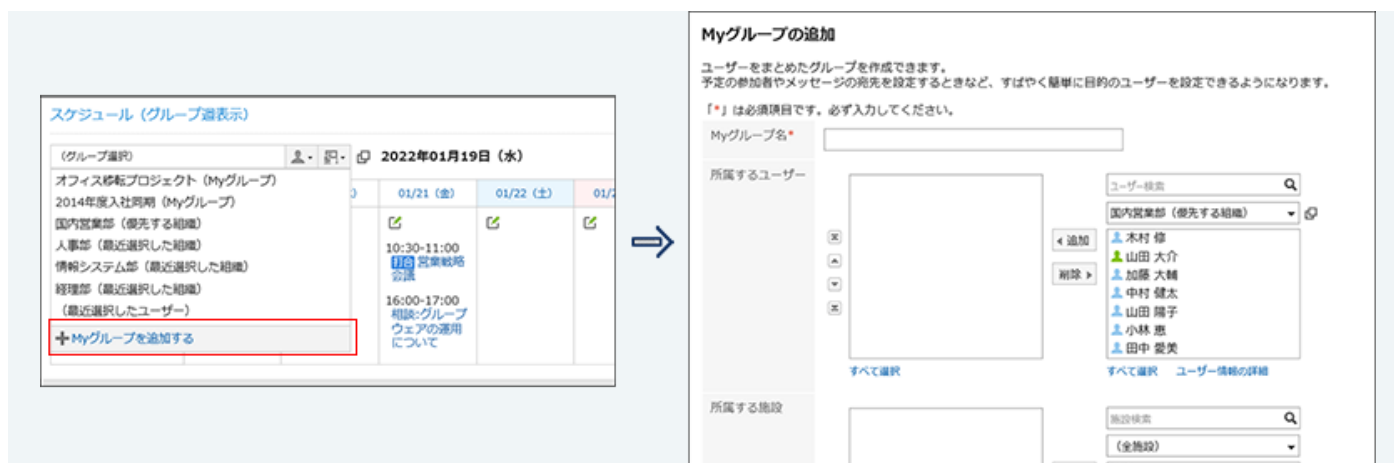 スケジュール（グループ週表示）
（グループ選択）
2022年01月19日（水）
オフィス移転プロジェクト（Myグループ）
2014年度入社同期（Myグループ）
国内営業部（優先する組織）
人事部（最近選択した組織）
情報システム部（最近選択した組織）
経理部（最近選択した組織）
（最近選択したユーザー）
Myグループを追加する
01/21（金）
01/22（土）
10:30-11:00
打合 営業戦略
会議
16:00-17:00
相談:グループ
ウェアの運用
について
Myグループの追加
ユーザーをまとめたグループを作成できます。
予定の参加者やメッセージの宛先を設定するときなど、すばやく簡単に目的のユーザーを設定できるようになります。
「*」は必須項目です。必ず入力してください。
Myグループ名*
所属するユーザー
ユーザー検索
国内営業部（優先する組織）
追加
削除
木村 修
山田 大介
加藤 大輔
中村 健太
山田 陽子
小林 恵
田中 愛美
すべて選択
すべて選択 ユーザー情報の詳細
所属する施設
施設検索
（全施設）